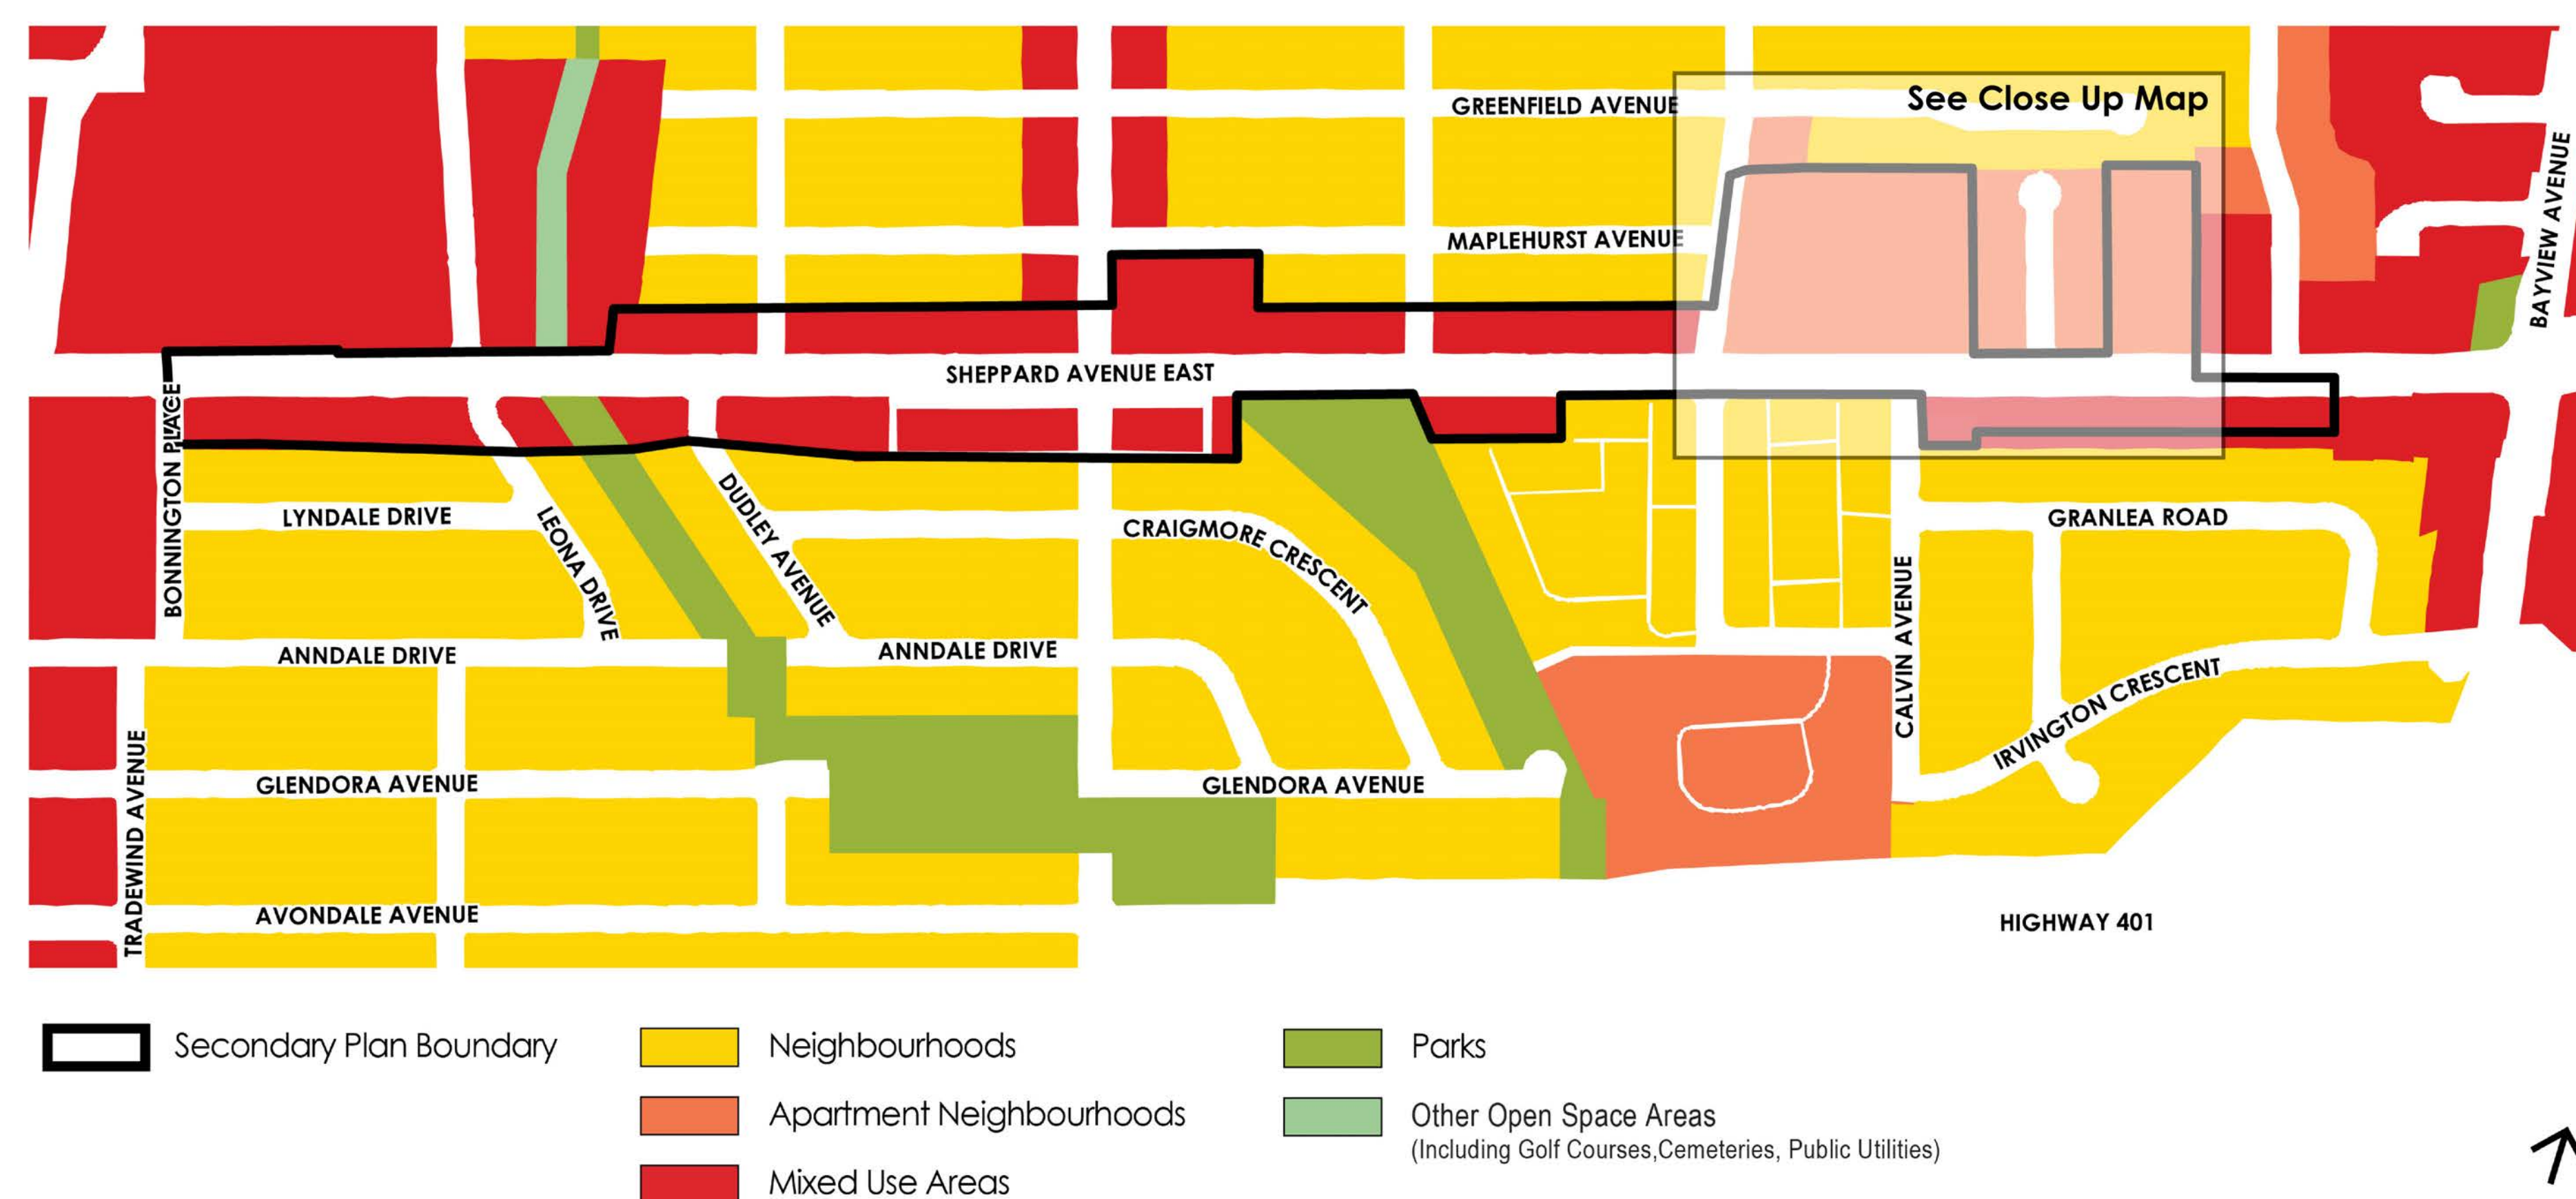 GREENFIELD AVENUE
See Close Up Map
MAPLEHURST AVENUE
BAYVIEW AVENUE
SHEPPARD AVENUE EAST
BONNINGTON PLACE
LYNDALE DRIVE
LEONA DRIVE
DUDLEY AVENUE
CRAIGMORE CRESCENT
GRANLEA ROAD
CALVIN AVENUE
ANNDALE DRIVE
ANNDALE DRIVE
IRVINGTON CRESCENT
TRADEWIND AVENUE
GLENDORA AVENUE
GLENDORA AVENUE
AVONDALE AVENUE
HIGHWAY 401
Secondary Plan Boundary
Neighbourhoods
Apartment Neighbourhoods
Mixed Use Areas
Parks
Other Open Space Areas
(Including Golf Courses,Cemeteries, Public Utilities)